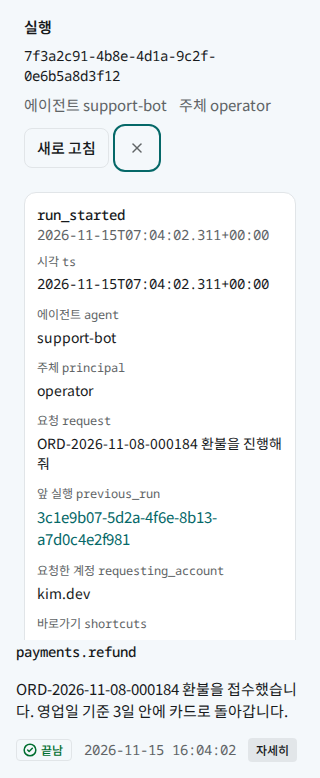 실행
7f3a2c91-4b8e-4d1a-9c2f-
0e6b5a8d3f12
에이전트 support-bot 주체 operator
새로 고침
run_started
2026-11-15T07:04:02.311+00:00
시각 ts
2026-11-15T07:04:02.311+00:00
에이전트 agent
support-bot
주체 principal
operator
요청 request
ORD-2026-11-08-000184 환불을 진행해
줘
앞 실행 previous_run
3c1e9b07-5d2a-4f6e-8b13-
a7d0c4e2f981
요청한 계정 requesting_account
kim.dev
바로가기 shortcuts
payments.refund
ORD-2026-11-08-000184 환불을 접수했습니
다. 영업일 기준 3일 안에 카드로 돌아갑니다.
끝남 2026-11-15 16:04:02 자세히